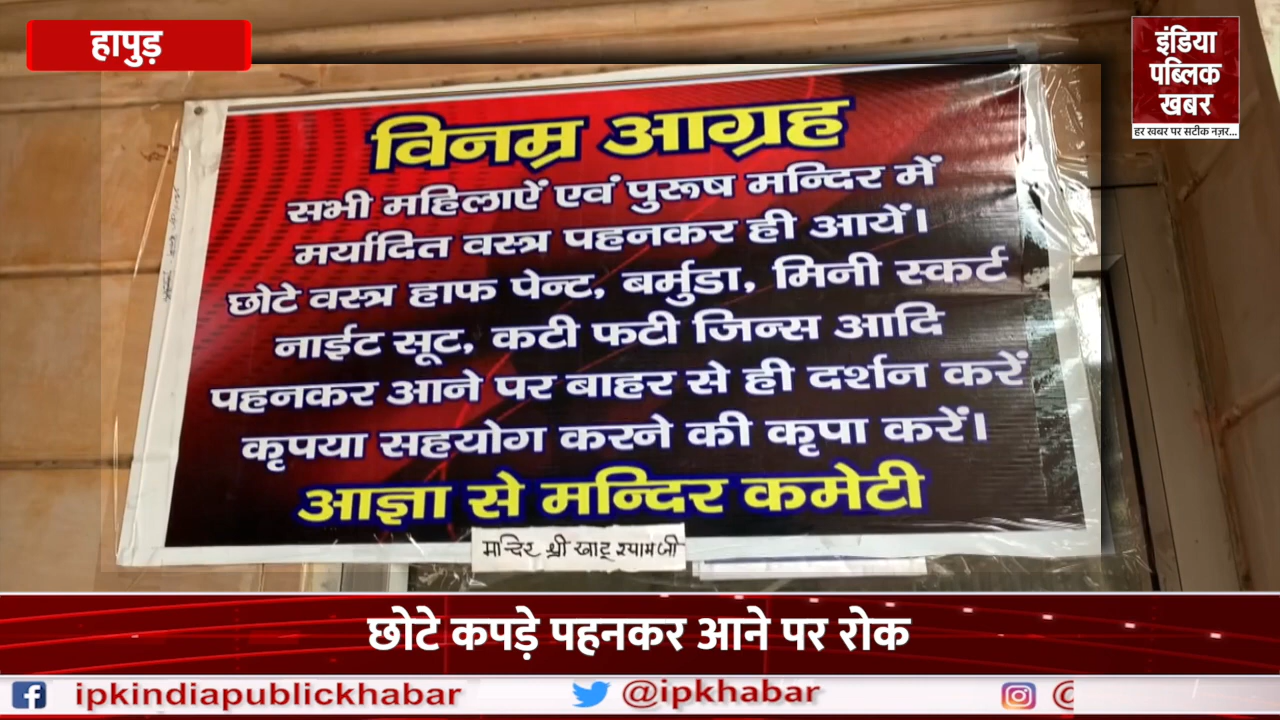 हापुड़
इंडिया
पब्लिक
खबर
हर खबर पर सटीक नज़र...
विनम्र आग्रह
सभी महिलाऐं एवं पुरूष मन्दिर में
मर्यादित वस्त्र पहनकर ही आयें।
छोटे वस्त्र हाफ पेन्ट, बर्मुडा, मिनी स्कर्ट
नाईट सूट, कटी फटी जिन्स आदि
पहनकर आने पर बाहर से ही दर्शन करें
कृपया सहयोग करने की कृपा करें।
आज्ञा से मन्दिर कमेटी
मन्दिर श्री खाटू श्यामजी
छोटे कपड़े पहनकर आने पर रोक
ipkindiapublickhabar @ipkhabar @